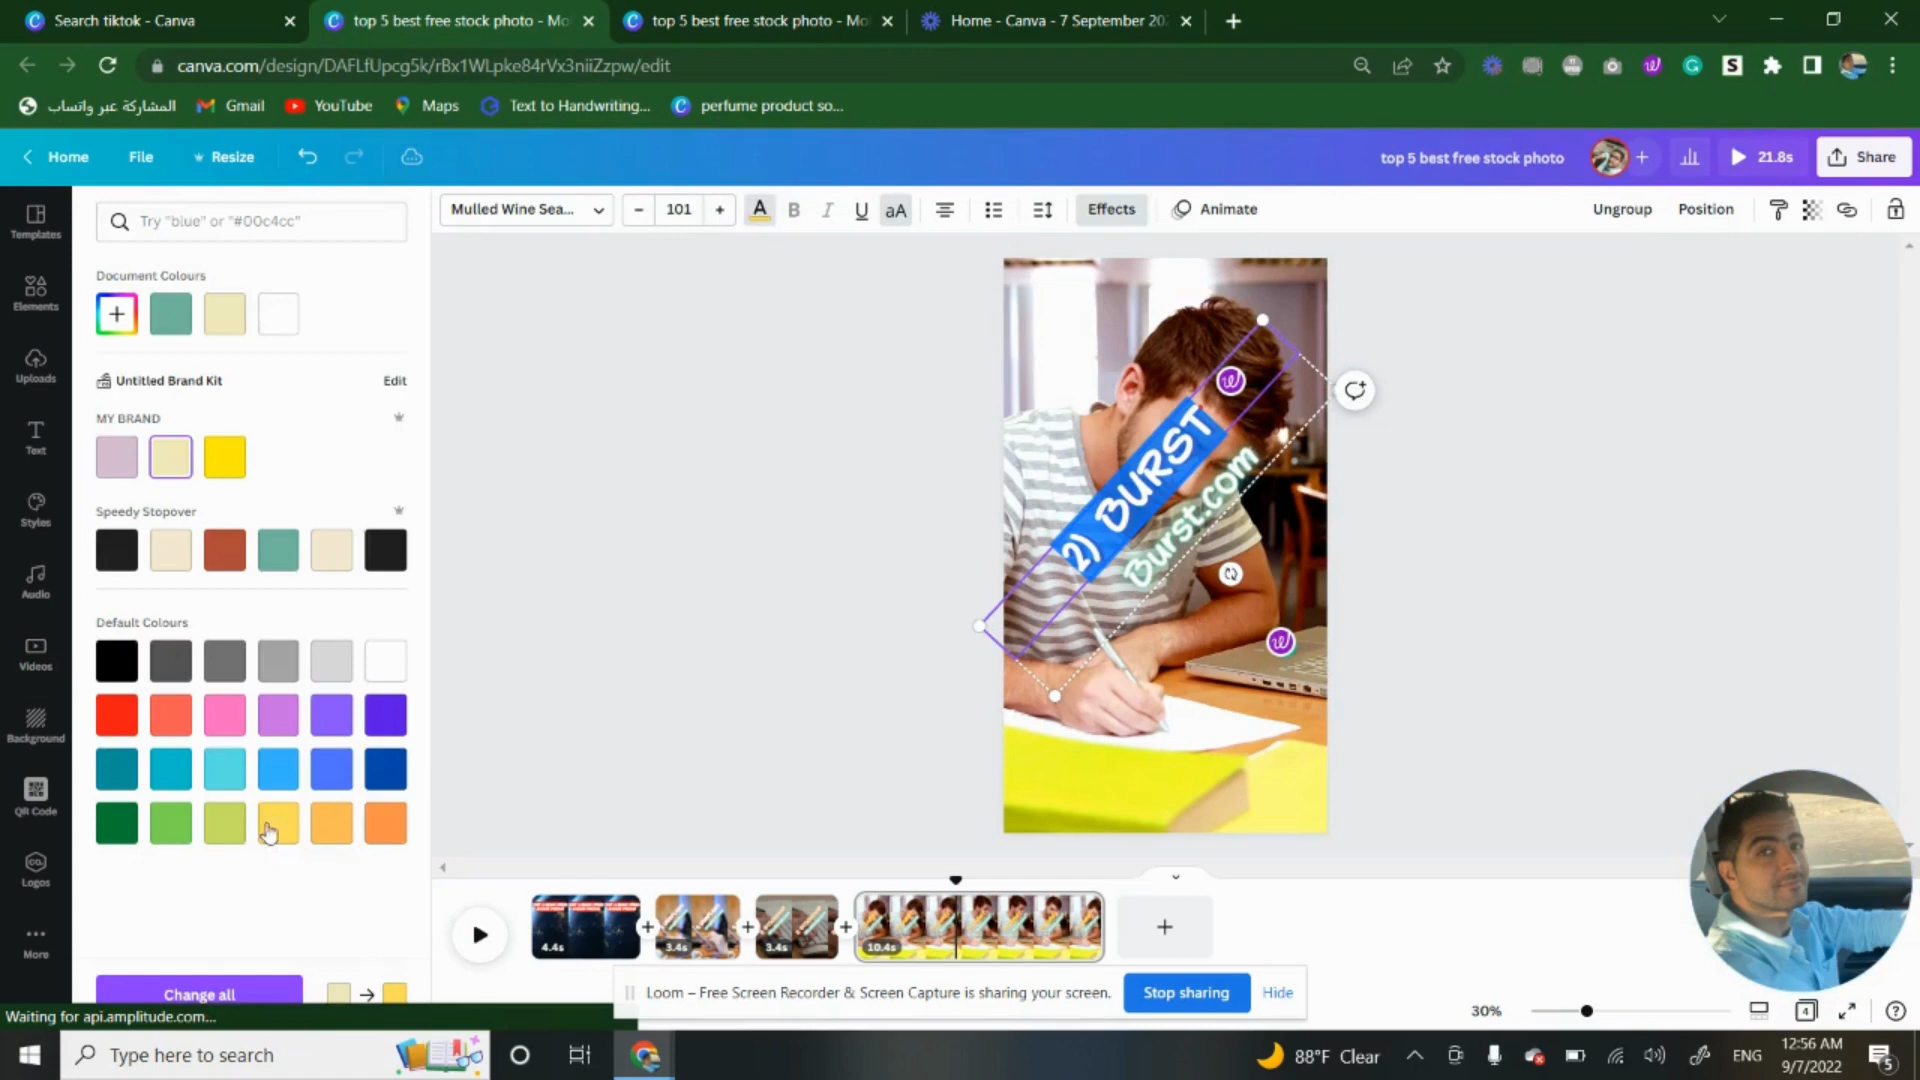 Search tiktok - Canva
top 5 best free stock photo - Mo
top 5 best free stock photo - Mo
Home - Canva - 7 September 202
canva.com/design/DAFLfUpcg5k/rBx1WLpke84rVx3niiZzpw/edit
المشاركة عبر واتساب
Gmail
YouTube
Maps
Text to Handwriting...
perfume product so...
Home
File
Resize
top 5 best free stock photo
21.8s
Share
Templates
Elements
Uploads
Text
Styles
Audio
Videos
Background
QR Code
Logos
More
Try "blue" or "#00c4cc"
Document Colours
Untitled Brand Kit
Edit
MY BRAND
Speedy Stopover
Default Colours
Change all
Mulled Wine Sea...
101
A
B
I
U
aA
Effects
Animate
Ungroup
Position
2) BURST
Burst.com
4.4s
3.4s
3.4s
10.4s
Loom – Free Screen Recorder & Screen Capture is sharing your screen.
Stop sharing
Hide
30%
4
Waiting for api.amplitude.com...
Type here to search
88°F Clear
ENG
12:56 AM
9/7/2022
5